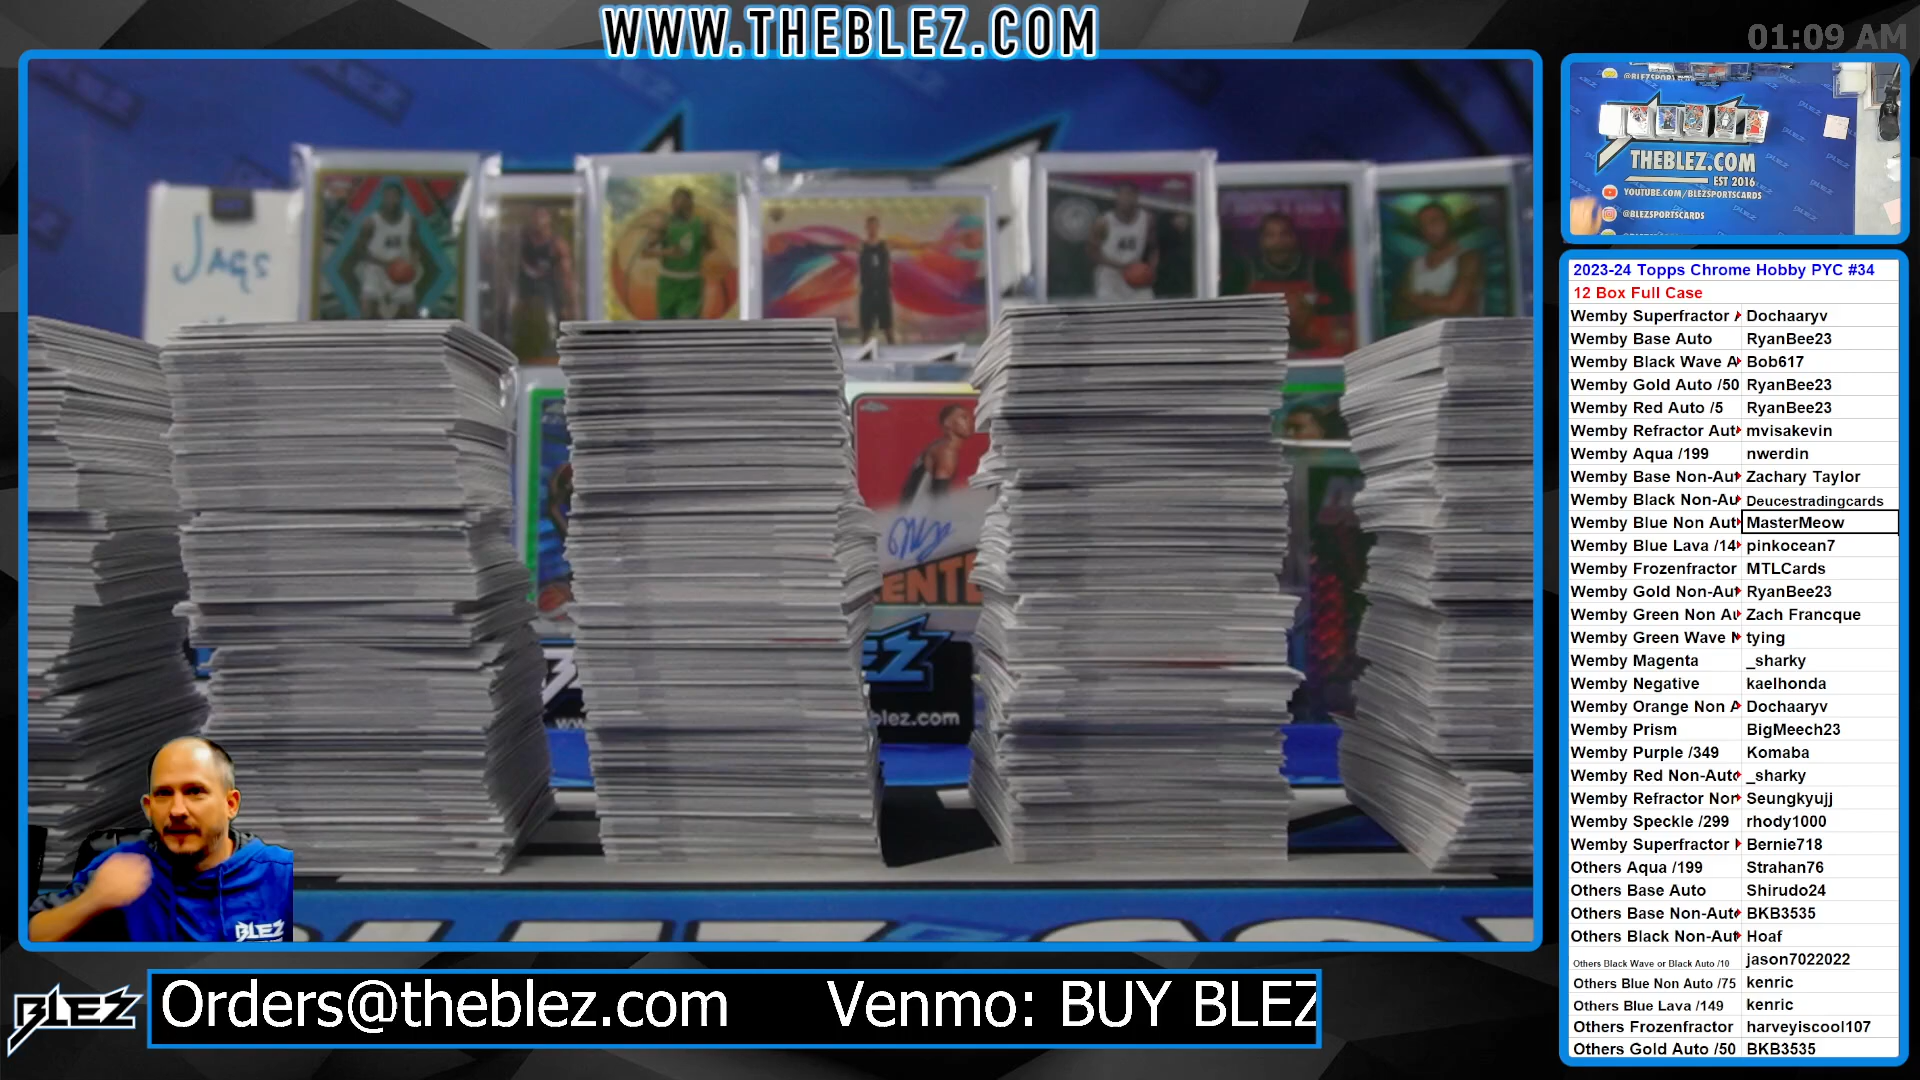 WWW.THEBLEZ.COM
01:09 AM
JAGS
ENTE
blez.com
BLEZ
@BLEZSPORTSCARDS
THEBLEZ.COM
EST 2016
YOUTUBE.COM/BLEZSPORTSCARDS
@BLEZSPORTSCARDS
2023-24 Topps Chrome Hobby PYC #34
12 Box Full Case
Wemby Superfractor A Dochaaryv
Wemby Base Auto RyanBee23
Wemby Black Wave A Bob617
Wemby Gold Auto /50 RyanBee23
Wemby Red Auto /5 RyanBee23
Wemby Refractor Aut mvisakevin
Wemby Aqua /199 nwerdin
Wemby Base Non-Aut Zachary Taylor
Wemby Black Non-Au Deucestradingcards
Wemby Blue Non Aut MasterMeow
Wemby Blue Lava /14 pinkocean7
Wemby Frozenfractor MTLCards
Wemby Gold Non-Aut RyanBee23
Wemby Green Non Au Zach Francque
Wemby Green Wave N tying
Wemby Magenta _sharky
Wemby Negative kaelhonda
Wemby Orange Non A Dochaaryv
Wemby Prism BigMeech23
Wemby Purple /349 Komaba
Wemby Red Non-Auto _sharky
Wemby Refractor Non Seungkyujj
Wemby Speckle /299 rhody1000
Wemby Superfractor N Bernie718
Others Aqua /199 Strahan76
Others Base Auto Shirudo24
Others Base Non-Auto BKB3535
Others Black Non-Aut Hoaf
Others Black Wave or Black Auto /10 jason7022022
Others Blue Non Auto /75 kenric
Others Blue Lava /149 kenric
Others Frozenfractor harveyiscool107
Others Gold Auto /50 BKB3535
BLEZ
Orders@theblez.com Venmo: BUY BLEZ